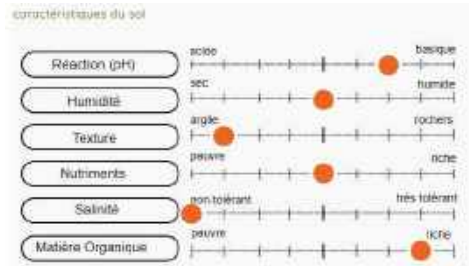 caractéristiques du sol
acide basique
Réaction (pH)
sec humide
Humidité
argile rochers
Texture
pauvre riche
Nutriments
non tolérant très tolérant
Salinité
pauvre riche
Matière Organique